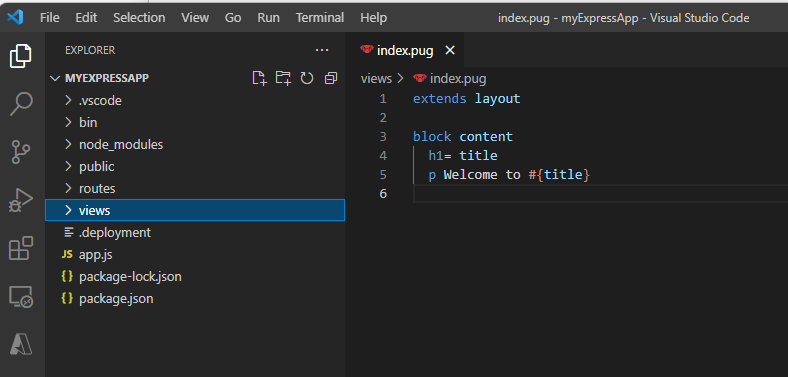 File Edit Selection View Go Run Terminal Help index.pug - myExpressApp - Visual Studio Code
EXPLORER ···
MYEXPRESSAPP
.vscode
bin
node_modules
public
routes
views
.deployment
JS app.js
{} package-lock.json
{} package.json
index.pug
views > index.pug
1 extends layout
2
3 block content
4 h1= title
5 p Welcome to #{title}
6